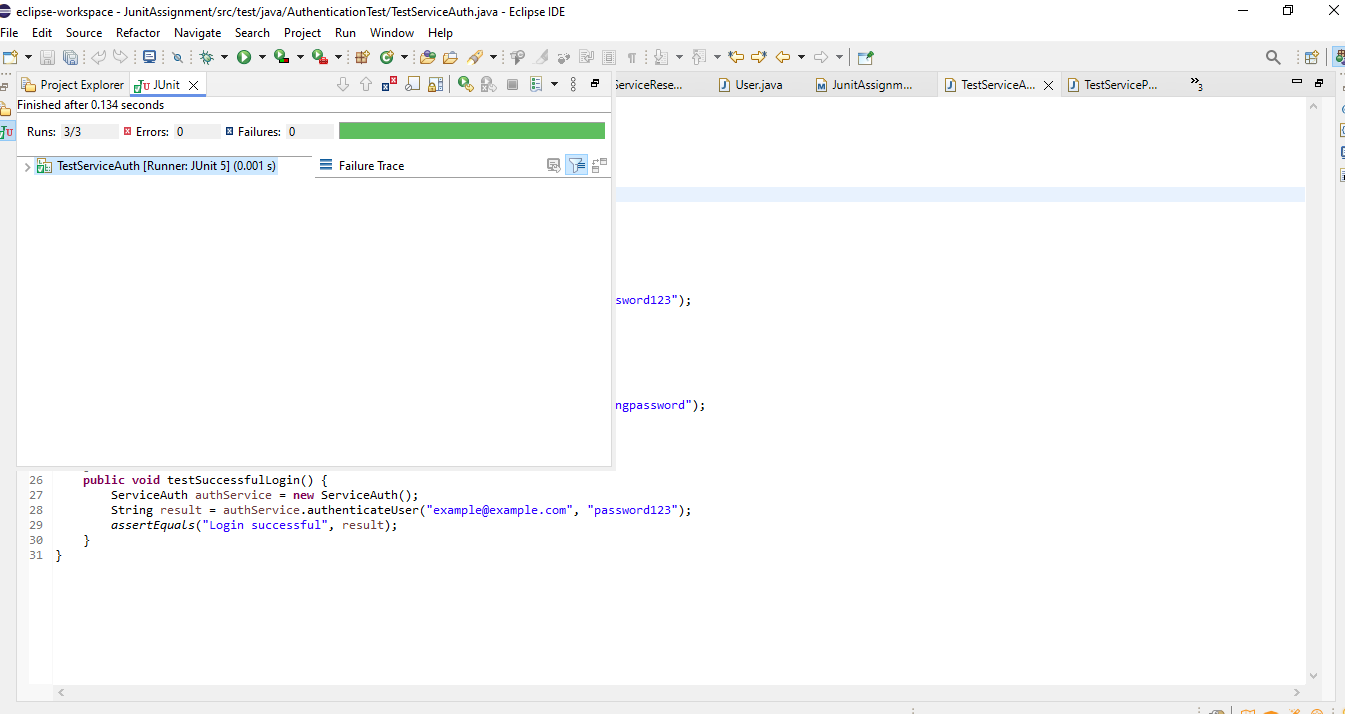 eclipse-workspace - JunitAssignment/src/test/java/AuthenticationTest/TestServiceAuth.java - Eclipse IDE
File Edit Source Refactor Navigate Search Project Run Window Help
Project Explorer JUnit
ServiceRese... User.java JunitAssignm... TestServiceA... TestServiceP... 3
Finished after 0.134 seconds
Runs: 3/3 Errors: 0 Failures: 0
TestServiceAuth [Runner: JUnit 5] (0.001 s)
Failure Trace
sword123");
ngpassword");
26 public void testSuccessfulLogin() {
27 ServiceAuth authService = new ServiceAuth();
28 String result = authService.authenticateUser("example@example.com", "password123");
29 assertEquals("Login successful", result);
30 }
31 }